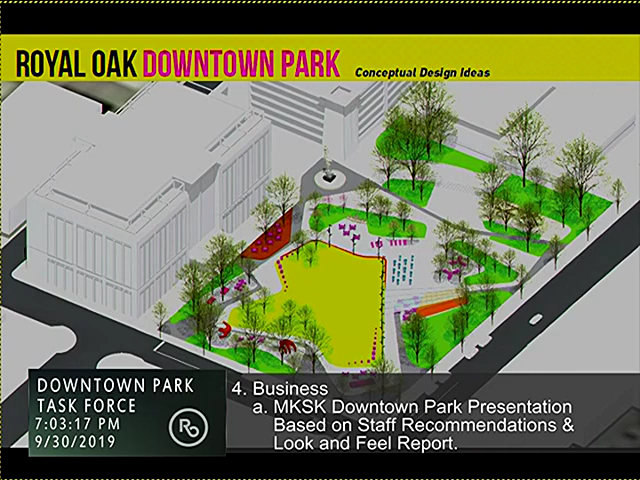 ROYAL OAK DOWNTOWN PARK Conceptual Design Ideas
DOWNTOWN PARK
TASK FORCE
7:03:17 PM
9/30/2019
RO
4. Business
a. MKSK Downtown Park Presentation
Based on Staff Recommendations &
Look and Feel Report.